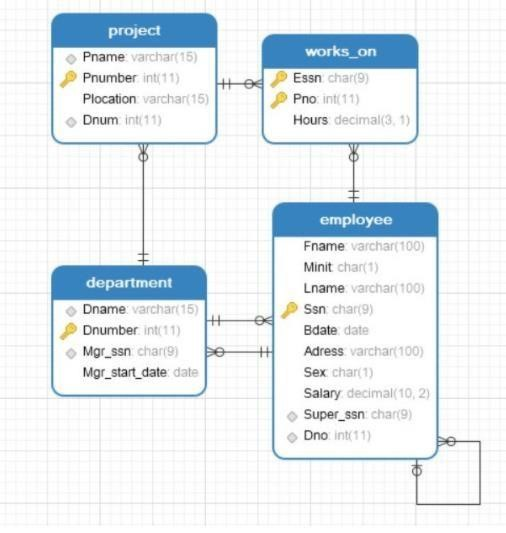 project
Pname: varchar(15)
Pnumber: int(11)
Plocation: varchar(15)
Dnum: int(11)
works_on
Essn: char(9)
Pno: int(11)
Hours: decimal(3, 1)
employee
Fname: varchar(100)
Minit: char(1)
Lname: varchar(100)
Ssn: char(9)
Bdate: date
Adress: varchar(100)
Sex: char(1)
Salary: decimal(10, 2)
Super_ssn: char(9)
Dno: int(11)
department
Dname: varchar(15)
Dnumber: int(11)
Mgr_ssn: char(9)
Mgr_start_date: date